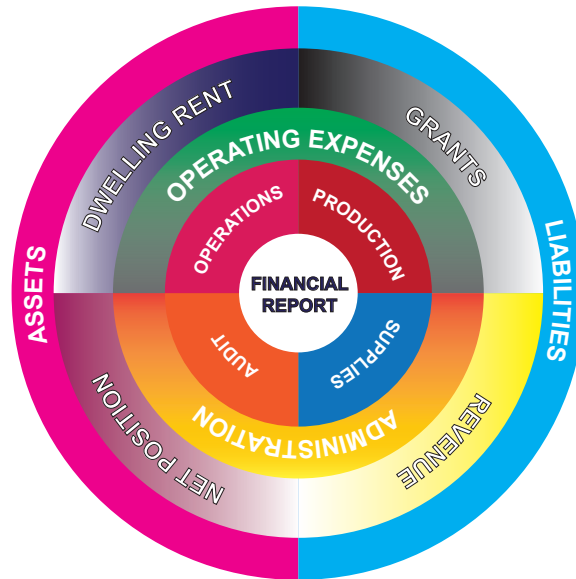 DWELLING RENT
GRANTS
OPERATING EXPENSES
OPERATIONS
PRODUCTION
ASSETS
FINANCIAL
REPORT
LIABILITIES
AUDIT
SUPPLIES
ADMINISTRATION
NET POSITION
REVENUE